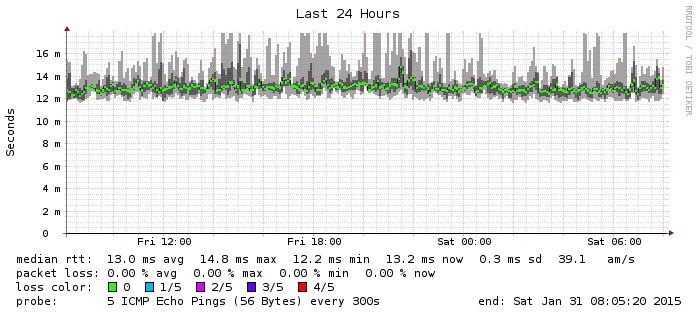 Last 24 Hours
RRDTOOL / TOBI OETIKER
Seconds
16 m
14 m
12 m
10 m
8 m
6 m
4 m
2 m
0
Fri 12:00 Fri 18:00 Sat 00:00 Sat 06:00
median rtt: 13.0 ms avg 14.8 ms max 12.2 ms min 13.2 ms now 0.3 ms sd 39.1 am/s
packet loss: 0.00 % avg 0.00 % max 0.00 % min 0.00 % now
loss color: 0 1/5 2/5 3/5 4/5
probe: 5 ICMP Echo Pings (56 Bytes) every 300s end: Sat Jan 31 08:05:20 2015